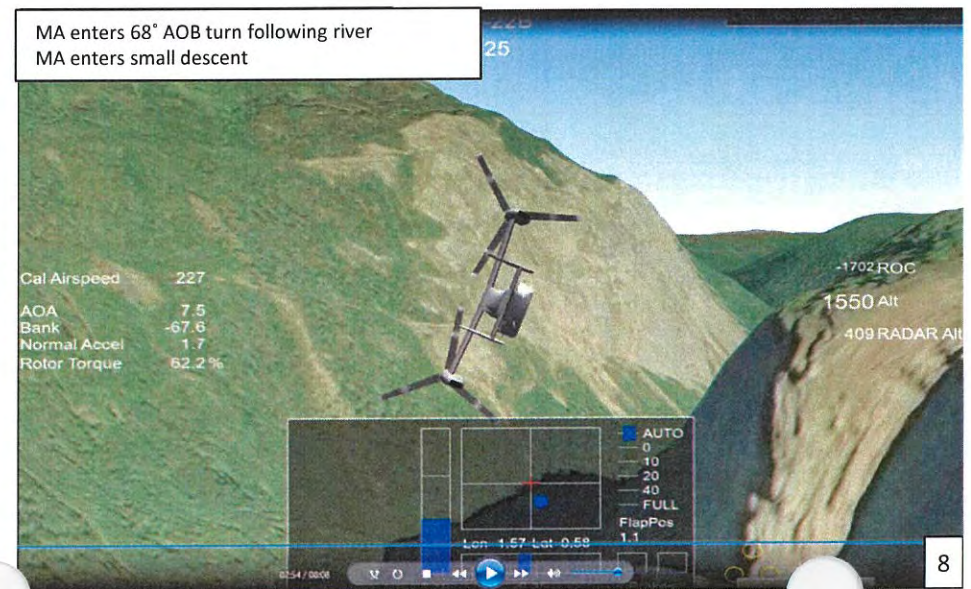 MA enters 68° AOB turn following river
MA enters small descent
-22B
25
Cal Airspeed 227
AOA 7.5
Bank -67.6
Normal Accel 1.7
Rotor Torque 62.2 %
-1702 ROC
1550 Alt
409 RADAR Alt
AUTO
0
10
20
40
FULL
FlapPos
1.1
Lon -1.57 Lat 0.58
8